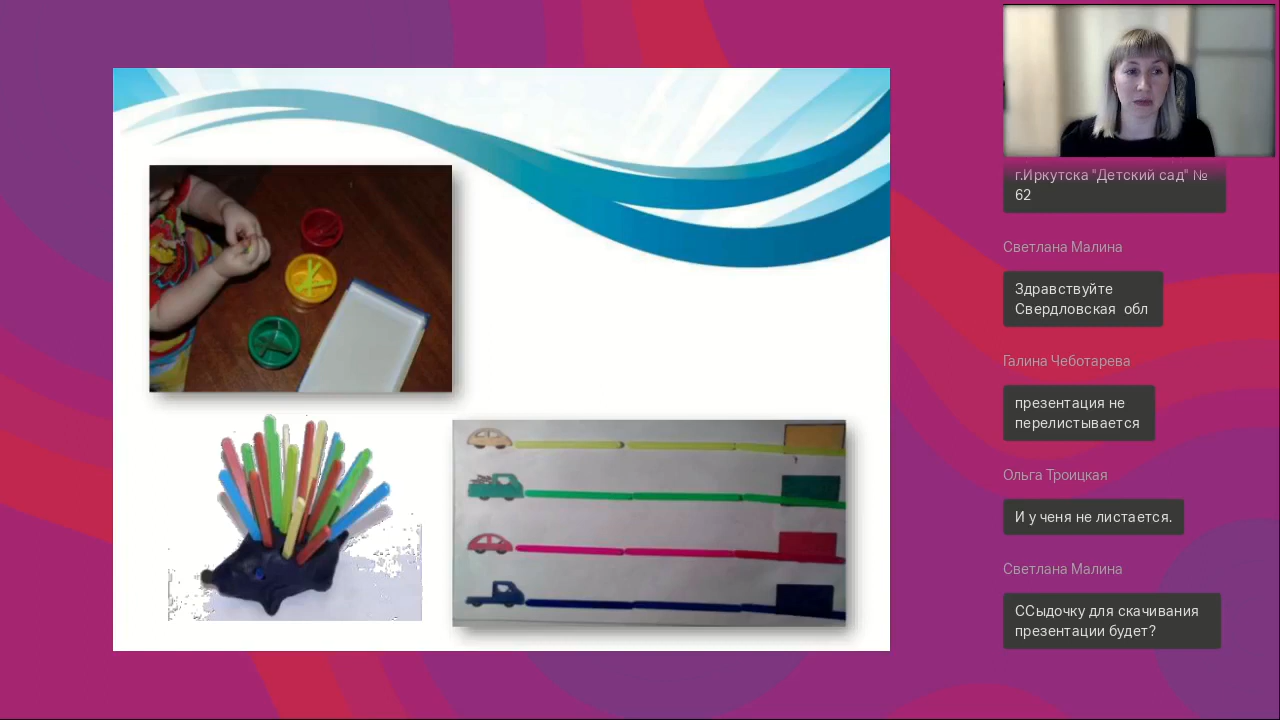 г.Иркутска "Детский сад" №
62
Светлана Малина
Здравствуйте
Свердловская обл
Галина Чеботарева
презентация не
перелистывается
Ольга Троицкая
И у ченя не листается.
Светлана Малина
ССыдочку для скачивания
презентации будет?